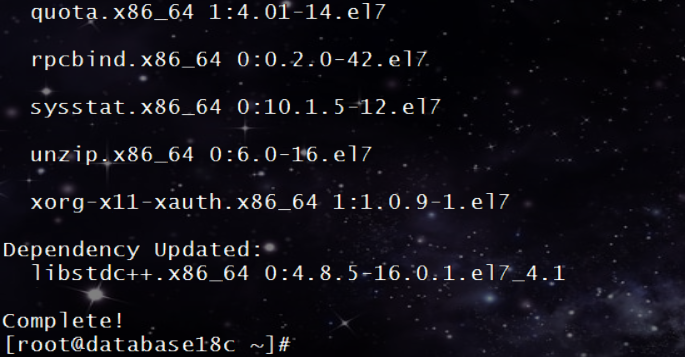 quota.x86_64 1:4.01-14.el7
rpcbind.x86_64 0:0.2.0-42.el7
sysstat.x86_64 0:10.1.5-12.el7
unzip.x86_64 0:6.0-16.el7
xorg-x11-xauth.x86_64 1:1.0.9-1.el7
Dependency Updated:
libstdc++.x86_64 0:4.8.5-16.0.1.el7_4.1
Complete!
[root@database18c ~]#